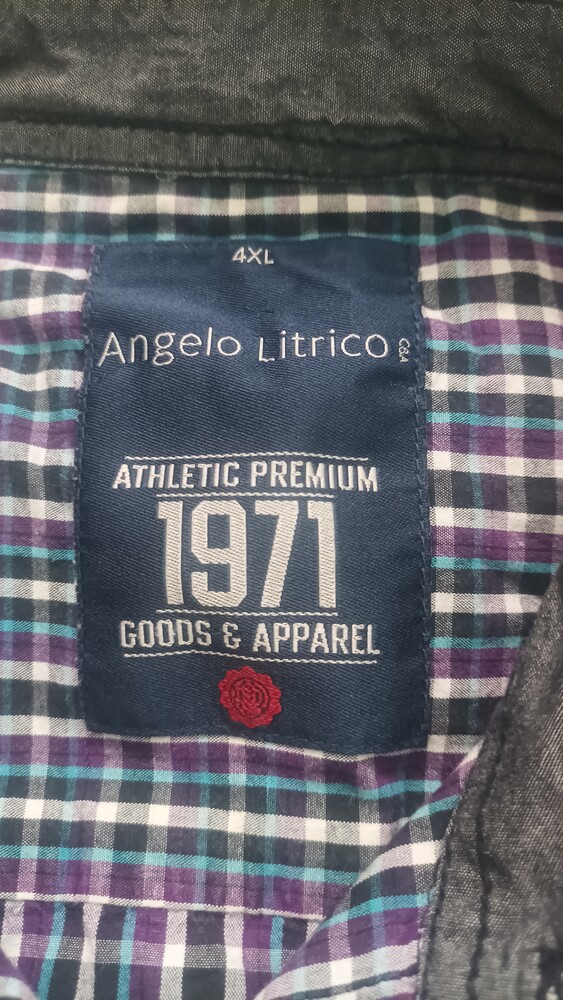 4XL
Angelo Litrico C&A
ATHLETIC PREMIUM
1971
GOODS & APPAREL